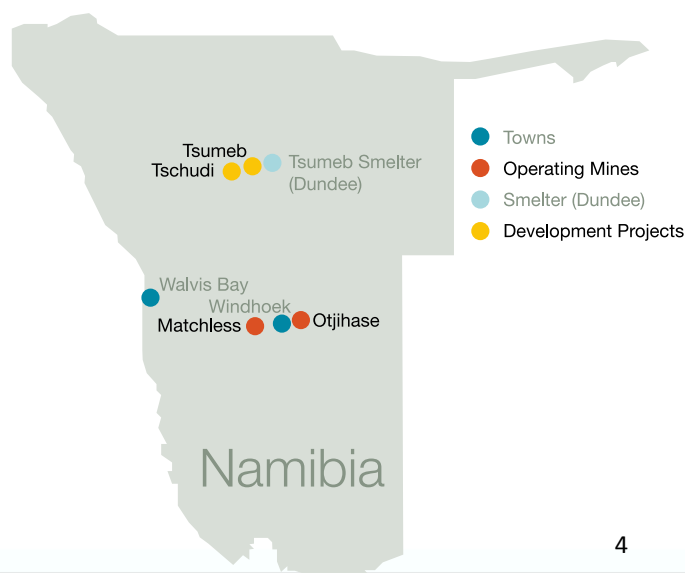 Tsumeb
Tschudi
Tsumeb Smelter
(Dundee)
Towns
Operating Mines
Smelter (Dundee)
Development Projects
Walvis Bay
Windhoek
Matchless
Otjihase
Namibia
4